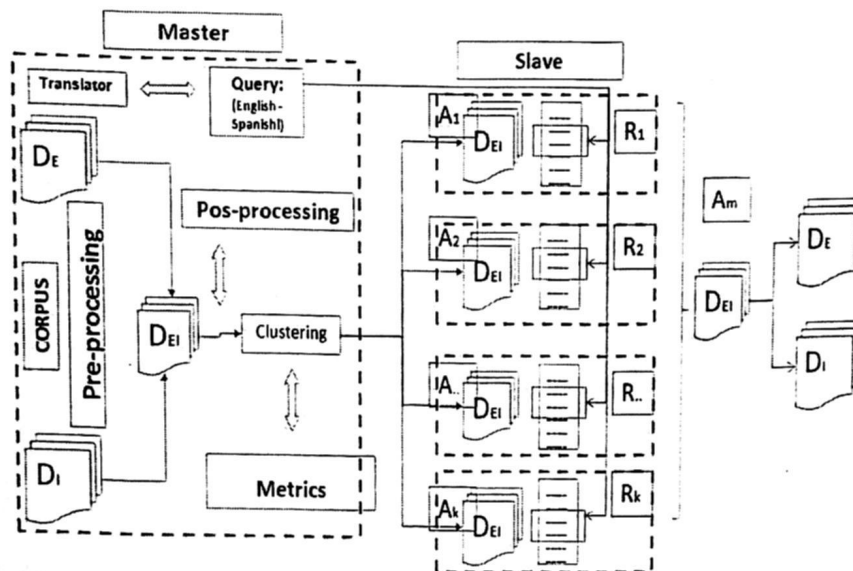 Master
Slave
Translator
Query:
(English -
Spanishl)
DE
Pos-processing
CORPUS
Pre-processing
DEI
Clustering
DI
Metrics
A1
DEI
R1
A2
DEI
R2
A..
DEI
R..
Ak
DEI
Rk
Am
DEI
DE
DI